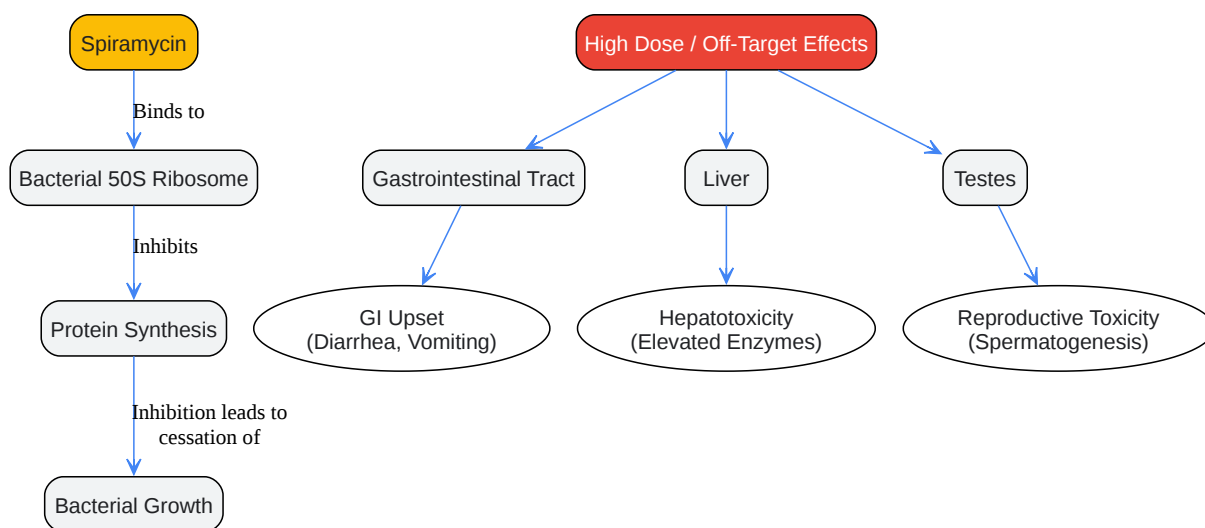 Spiramycin
High Dose / Off-Target Effects
Binds to
Bacterial 50S Ribosome
Gastrointestinal Tract
Liver
Testes
Inhibits
Protein Synthesis
GI Upset
(Diarrhea, Vomiting)
Hepatotoxicity
(Elevated Enzymes)
Reproductive Toxicity
(Spermatogenesis)
Inhibition leads to
cessation of
Bacterial Growth